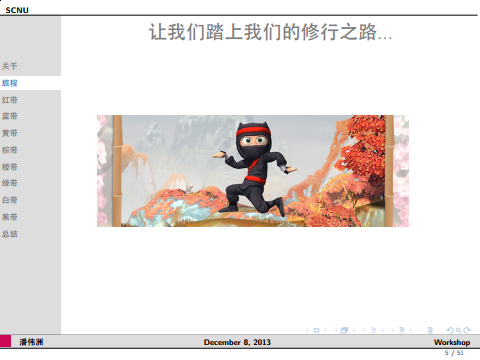 SCNU
让我们踏上我们的修行之路...
关于
旅程
红带
蓝带
黄带
棕带
橙带
绿带
白带
黑带
总结
潘伟洲 December 8, 2013 Workshop
5 / 51